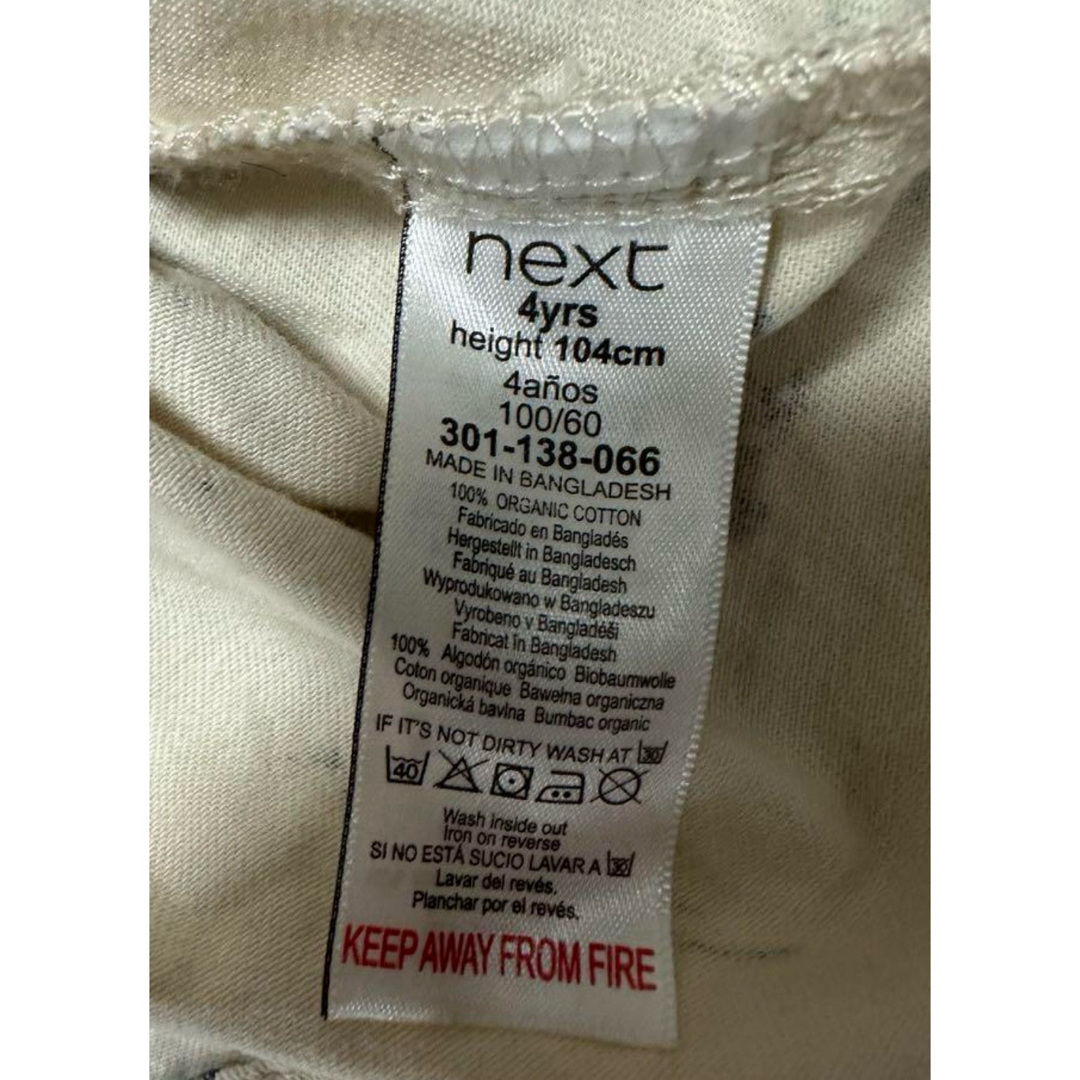 next
4yrs
height 104cm
4años
100/60
301-138-066
MADE IN BANGLADESH
100% ORGANIC COTTON
Fabricado en Bangladés
Hergestellt in Bangladesch
Fabriqué au Bangladesh
Wyprodukowano w Bangladeszu
Vyrobeno v Bangladéši
Fabricat în Bangladesh
100% Algodón orgánico Biobaumwolle
Coton organique Bawełna organiczna
Organická bavlna Bumbac organic
IF IT'S NOT DIRTY WASH AT 30
40
Wash inside out
Iron on reverse
SI NO ESTÁ SUCIO LAVAR A 30
Lavar del revés.
Planchar por el revés.
KEEP AWAY FROM FIRE